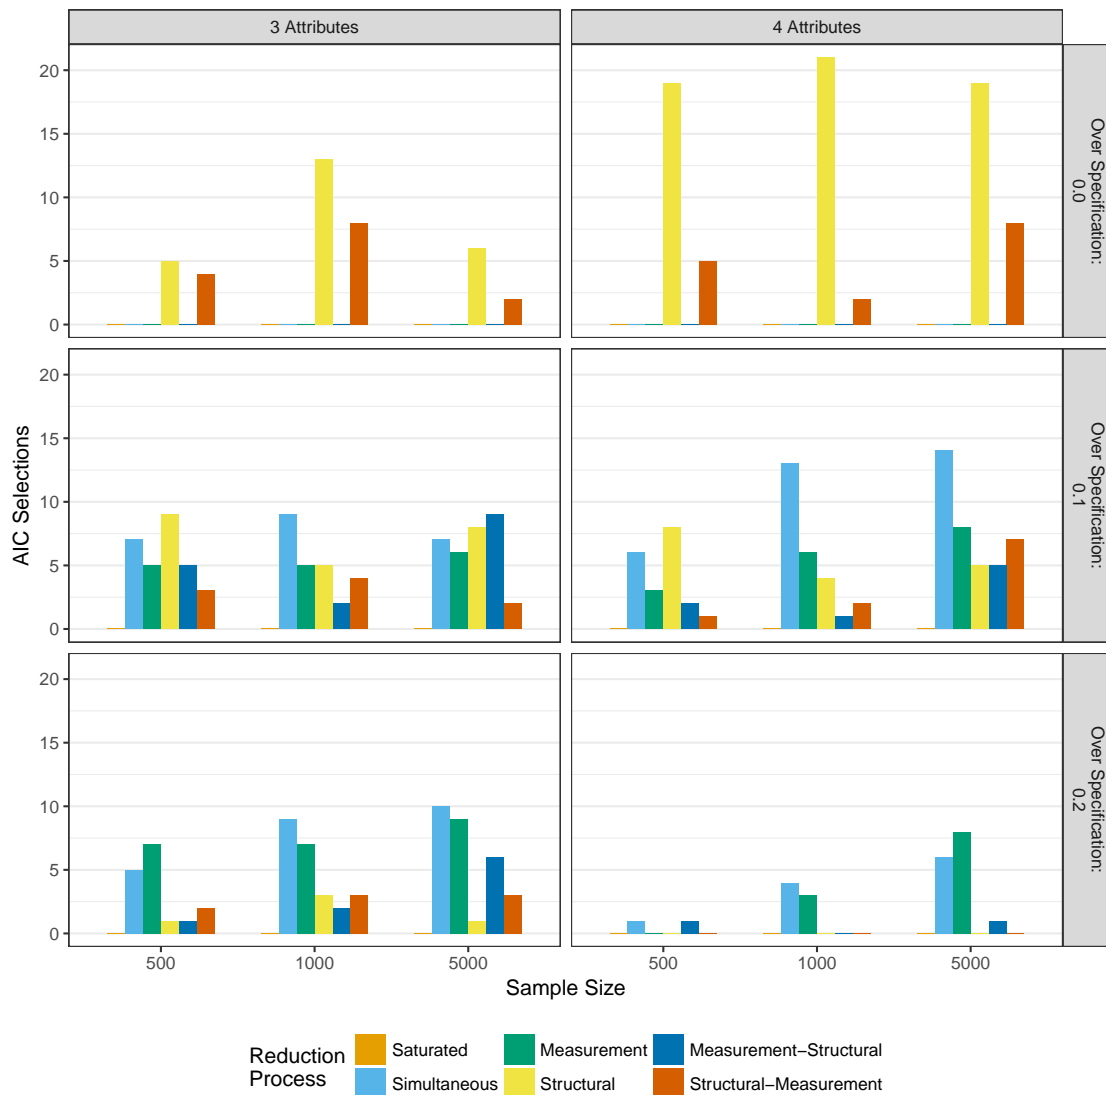 3 Attributes
4 Attributes
20
15
10
5
0
Over Specification:
0.0
20
15
10
5
0
Over Specification:
0.1
20
15
10
5
0
Over Specification:
0.2
AIC Selections
500
1000
5000
500
1000
5000
Sample Size
Reduction
Process
Saturated
Measurement
Measurement−Structural
Simultaneous
Structural
Structural−Measurement